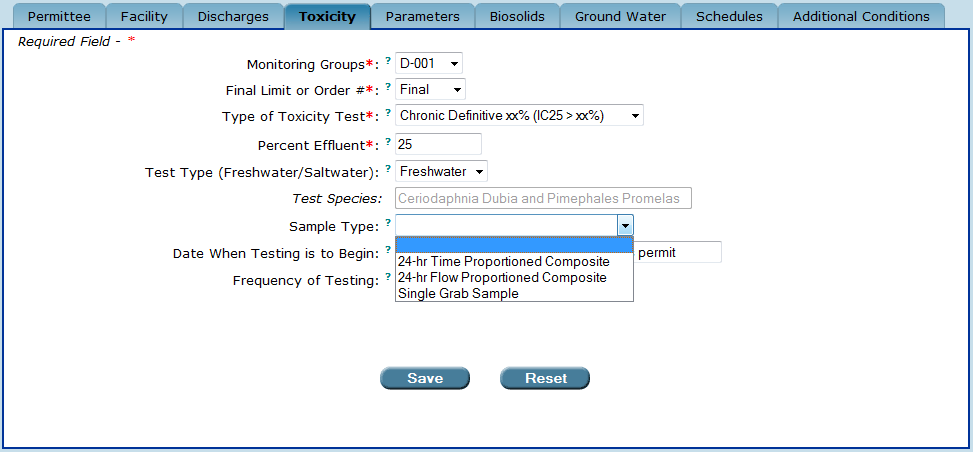 Permittee Facility Discharges Toxicity Parameters Biosolids Ground Water Schedules Additional Conditions
Required Field - *
Monitoring Groups*: ? D-001
Final Limit or Order #*: ? Final
Type of Toxicity Test*: ? Chronic Definitive xx% (IC25 > xx%)
Percent Effluent*: ? 25
Test Type (Freshwater/Saltwater): ? Freshwater
Test Species: Ceriodaphnia Dubia and Pimephales Promelas
Sample Type: ?
Date When Testing is to Begin: ? permit
24-hr Time Proportioned Composite
24-hr Flow Proportioned Composite
Frequency of Testing: ?
Single Grab Sample
Save Reset